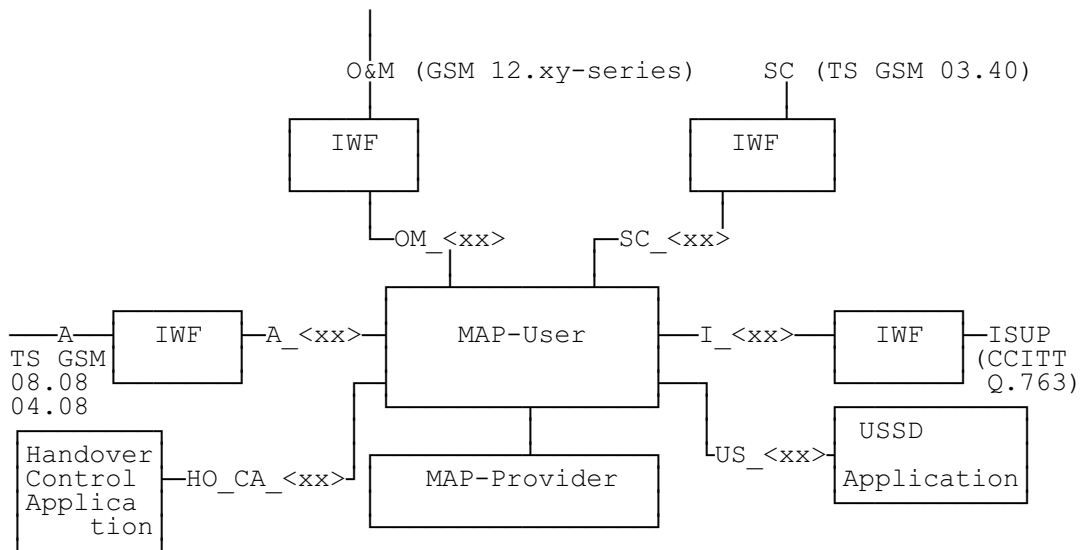 O&M (GSM 12.xy-series)
SC (TS GSM 03.40)
IWF
IWF
OM_<xx>
SC_<xx>
A
IWF
A_<xx>
MAP-User
I_<xx>
IWF
ISUP
TS GSM
08.08
04.08
(CCITT
Q.763)
Handover
Control
Applica
tion
HO_CA_<xx>
MAP-Provider
US_<xx>
USSD
Application